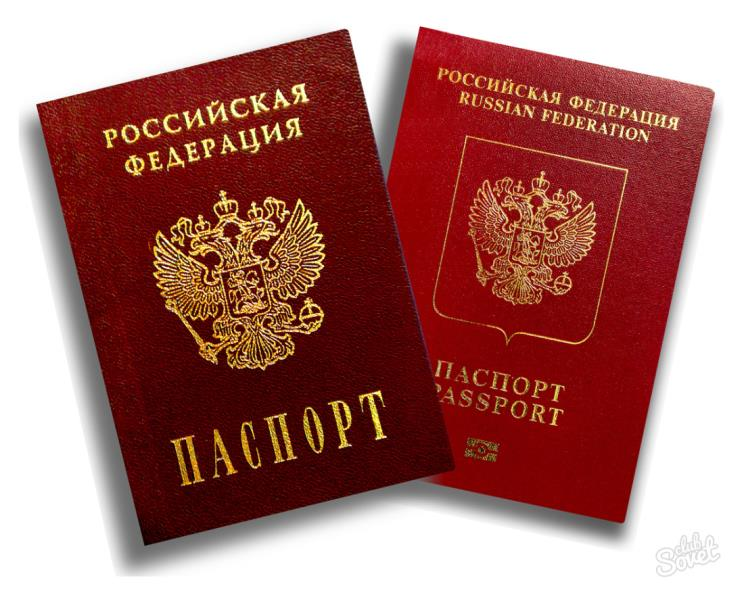 РОССИЙСКАЯ
ФЕДЕРАЦИЯ
ПАСПОРТ
РОССИЙСКАЯ ФЕДЕРАЦИЯ
RUSSIAN FEDERATION
ПАСПОРТ
PASSPORT
club
Sovet